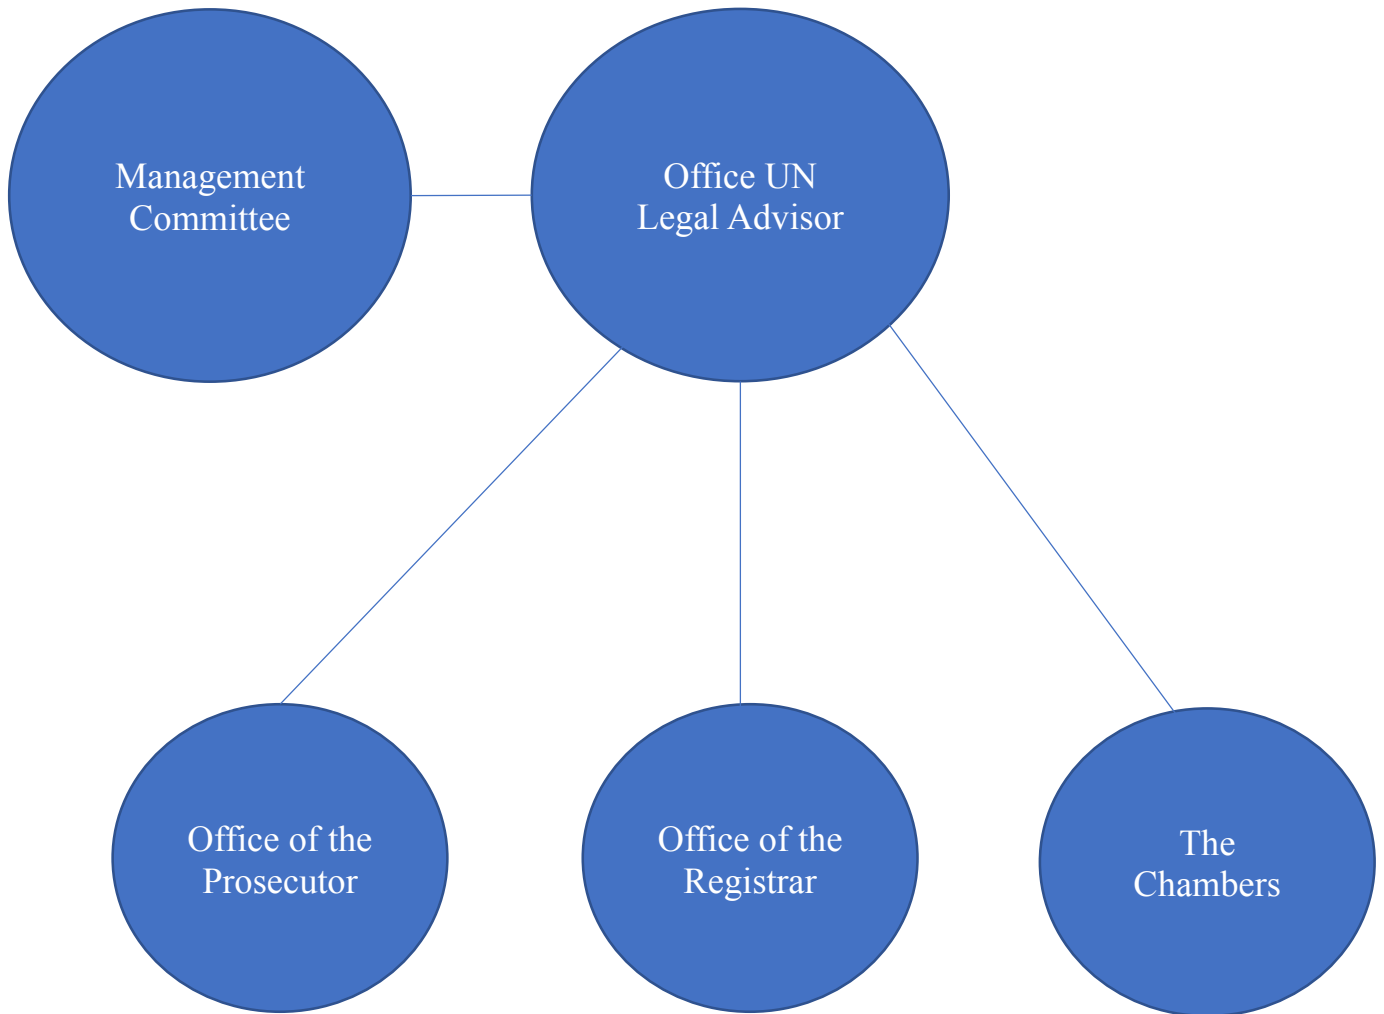 Management
Committee
Office UN
Legal Advisor
Office of the
Prosecutor
Office of the
Registrar
The
Chambers